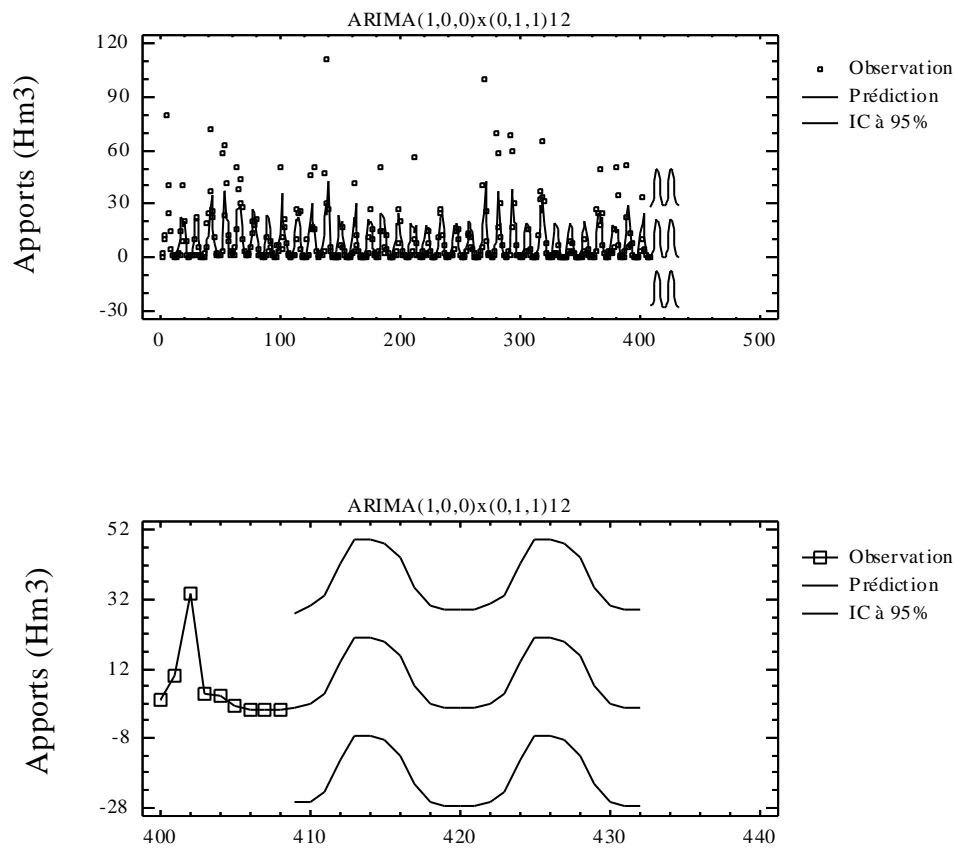 ARIMA(1,0,0)x(0,1,1)12
Apports (Hm3)
120
90
60
30
0
-30
0 100 200 300 400 500
Observation
Prédiction
IC à 95%
ARIMA(1,0,0)x(0,1,1)12
Apports (Hm3)
52
32
12
-8
-28
400 410 420 430 440
Observation
Prédiction
IC à 95%